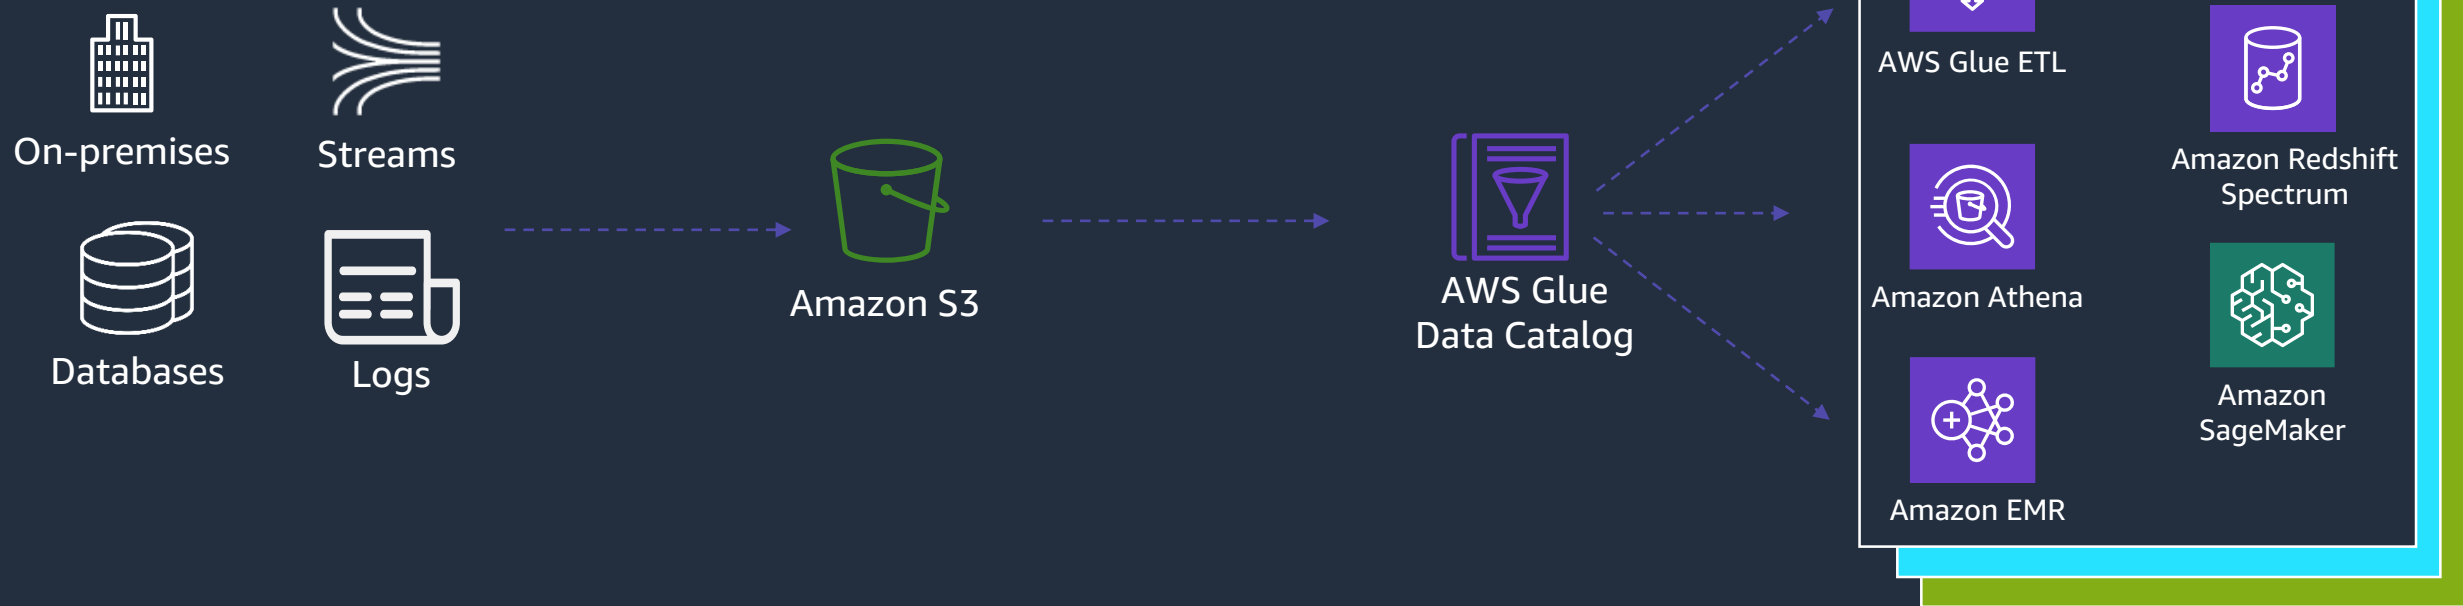 On-premises
Streams
Databases
Logs
Amazon S3
AWS Glue
Data Catalog
AWS Glue ETL
Amazon Athena
Amazon EMR
Amazon Redshift
Spectrum
Amazon
SageMaker